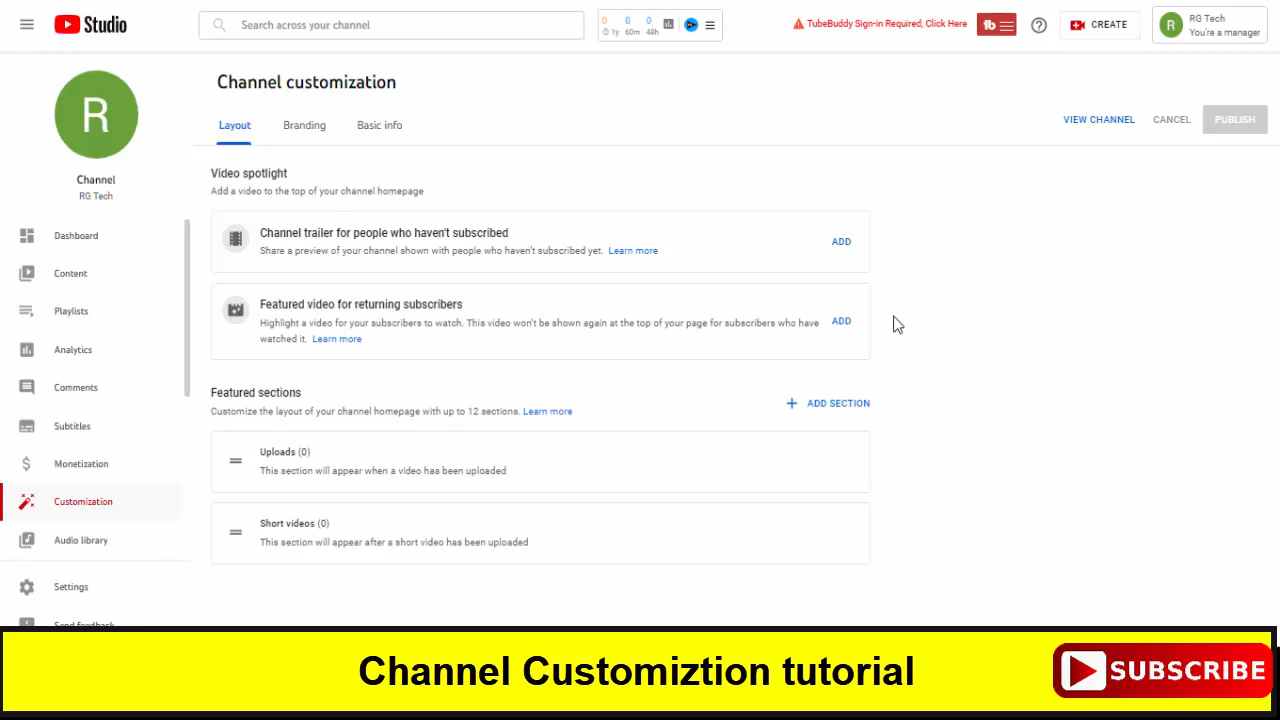 Studio
Search across your channel
0 0 0
1y 60m 48h
TubeBuddy Sign-in Required, Click Here
tb
CREATE
R
RG Tech
You're a manager
R
Channel
RG Tech
Dashboard
Content
Playlists
Analytics
Comments
Subtitles
Monetization
Customization
Audio library
Settings
Send feedback
Channel customization
Layout Branding Basic info
VIEW CHANNEL CANCEL PUBLISH
Video spotlight
Add a video to the top of your channel homepage
Channel trailer for people who haven't subscribed
Share a preview of your channel shown with people who haven't subscribed yet. Learn more
ADD
Featured video for returning subscribers
Highlight a video for your subscribers to watch. This video won't be shown again at the top of your page for subscribers who have
watched it. Learn more
ADD
Featured sections
Customize the layout of your channel homepage with up to 12 sections. Learn more
+ ADD SECTION
Uploads (0)
This section will appear when a video has been uploaded
Short videos (0)
This section will appear after a short video has been uploaded
Channel Customiztion tutorial
SUBSCRIBE